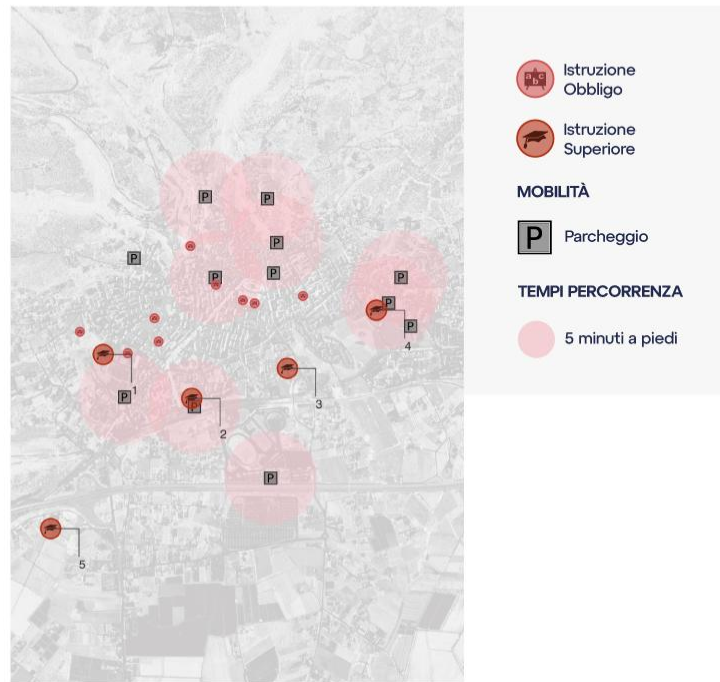 a b c
Istruzione
Obbligo
Istruzione
Superiore
MOBILITÀ
P Parcheggio
TEMPI PERCORRENZA
5 minuti a piedi
P
P
P
P
P
P
P
P
4
P
1
3
P
P
2
P
5